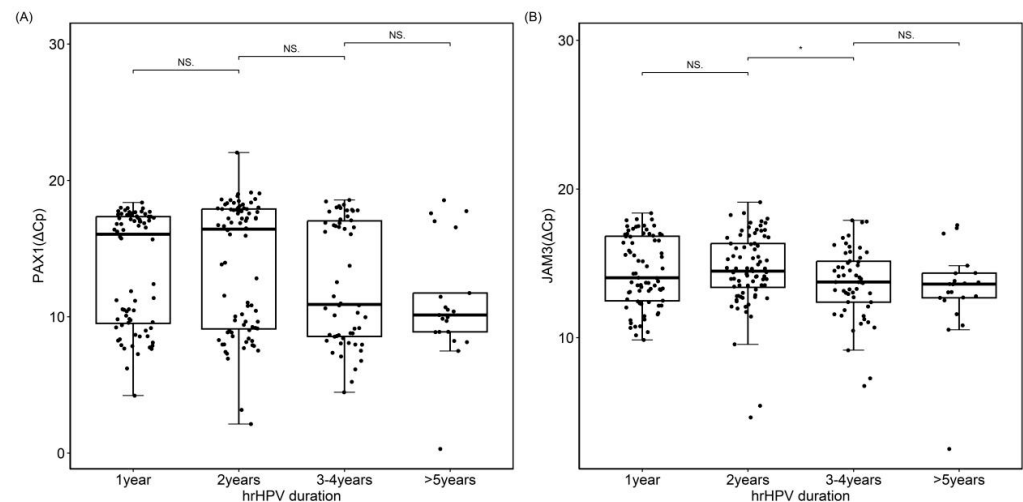 (A)
30
20
10
0
PAX1(ΔCp)
NS.
NS.
NS.
1year
2years
3-4years
>5years
hrHPV duration
(B)
30
20
10
JAM3(ΔCp)
NS.
*
NS.
1year
2years
3-4years
>5years
hrHPV duration